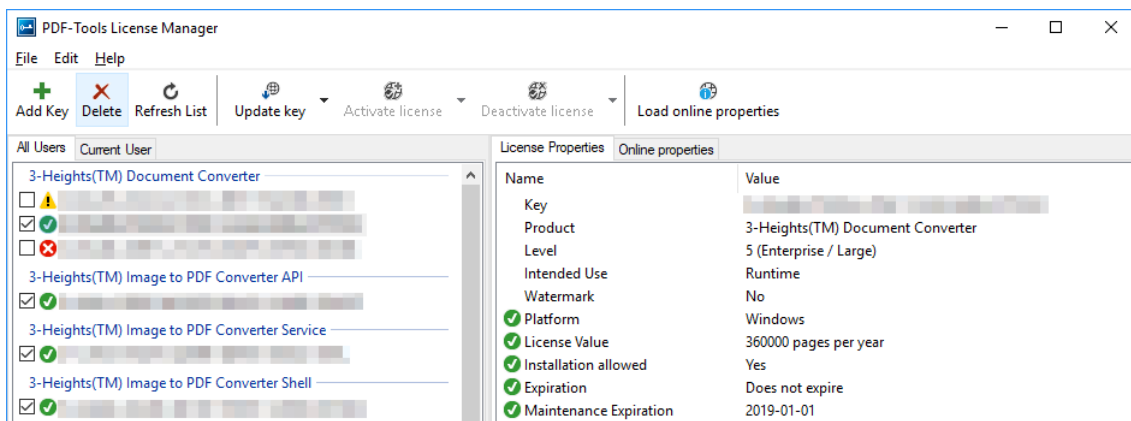 PDF-Tools License Manager
File Edit Help
Add Key Delete Refresh List Update key Activate license Deactivate license Load online properties
All Users Current User
3-Heights(TM) Document Converter
3-Heights(TM) Image to PDF Converter API
3-Heights(TM) Image to PDF Converter Service
3-Heights(TM) Image to PDF Converter Shell
License Properties Online properties
Name Value
Key
Product 3-Heights(TM) Document Converter
Level 5 (Enterprise / Large)
Intended Use Runtime
Watermark No
Platform Windows
License Value 360000 pages per year
Installation allowed Yes
Expiration Does not expire
Maintenance Expiration 2019-01-01